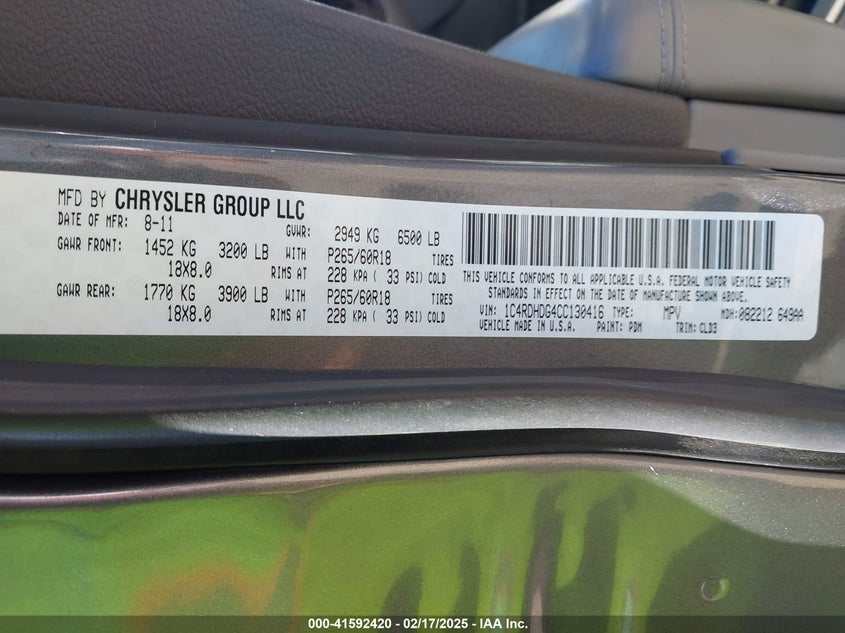 MFD BY CHRYSLER GROUP LLC
DATE OF MFR: 8-11 GVWR: 2949 KG 6500 LB
GAWR FRONT: 1452 KG 3200 LB WITH P265/60R18 TIRES
18X8.0 RIMS AT 228 KPA ( 33 PSI) COLD
GAWR REAR: 1770 KG 3900 LB WITH P265/60R18 TIRES
18X8.0 RIMS AT 228 KPA ( 33 PSI) COLD
THIS VEHICLE CONFORMS TO ALL APPLICABLE U.S.A. FEDERAL MOTOR VEHICLE SAFETY
STANDARDS IN EFFECT ON THE DATE OF MANUFACTURE SHOWN ABOVE.
VIN: 1C4RDHDG4CC130416 TYPE: MPV MDH: 082212 649AA
VEHICLE MADE IN U.S.A. PAINT: PDM TRIM: CLD3
000-41592420 - 02/17/2025 - IAA Inc.